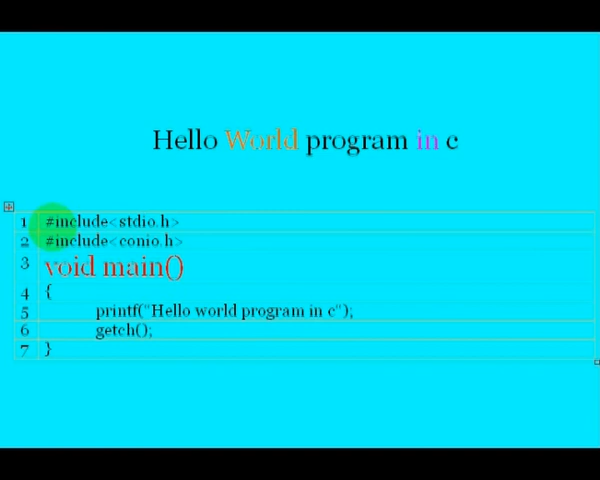 Hello World program in c
1 #include<stdio.h>
2 #include<conio.h>
3 void main()
4 {
5 printf("Hello world program in c");
6 getch();
7 }